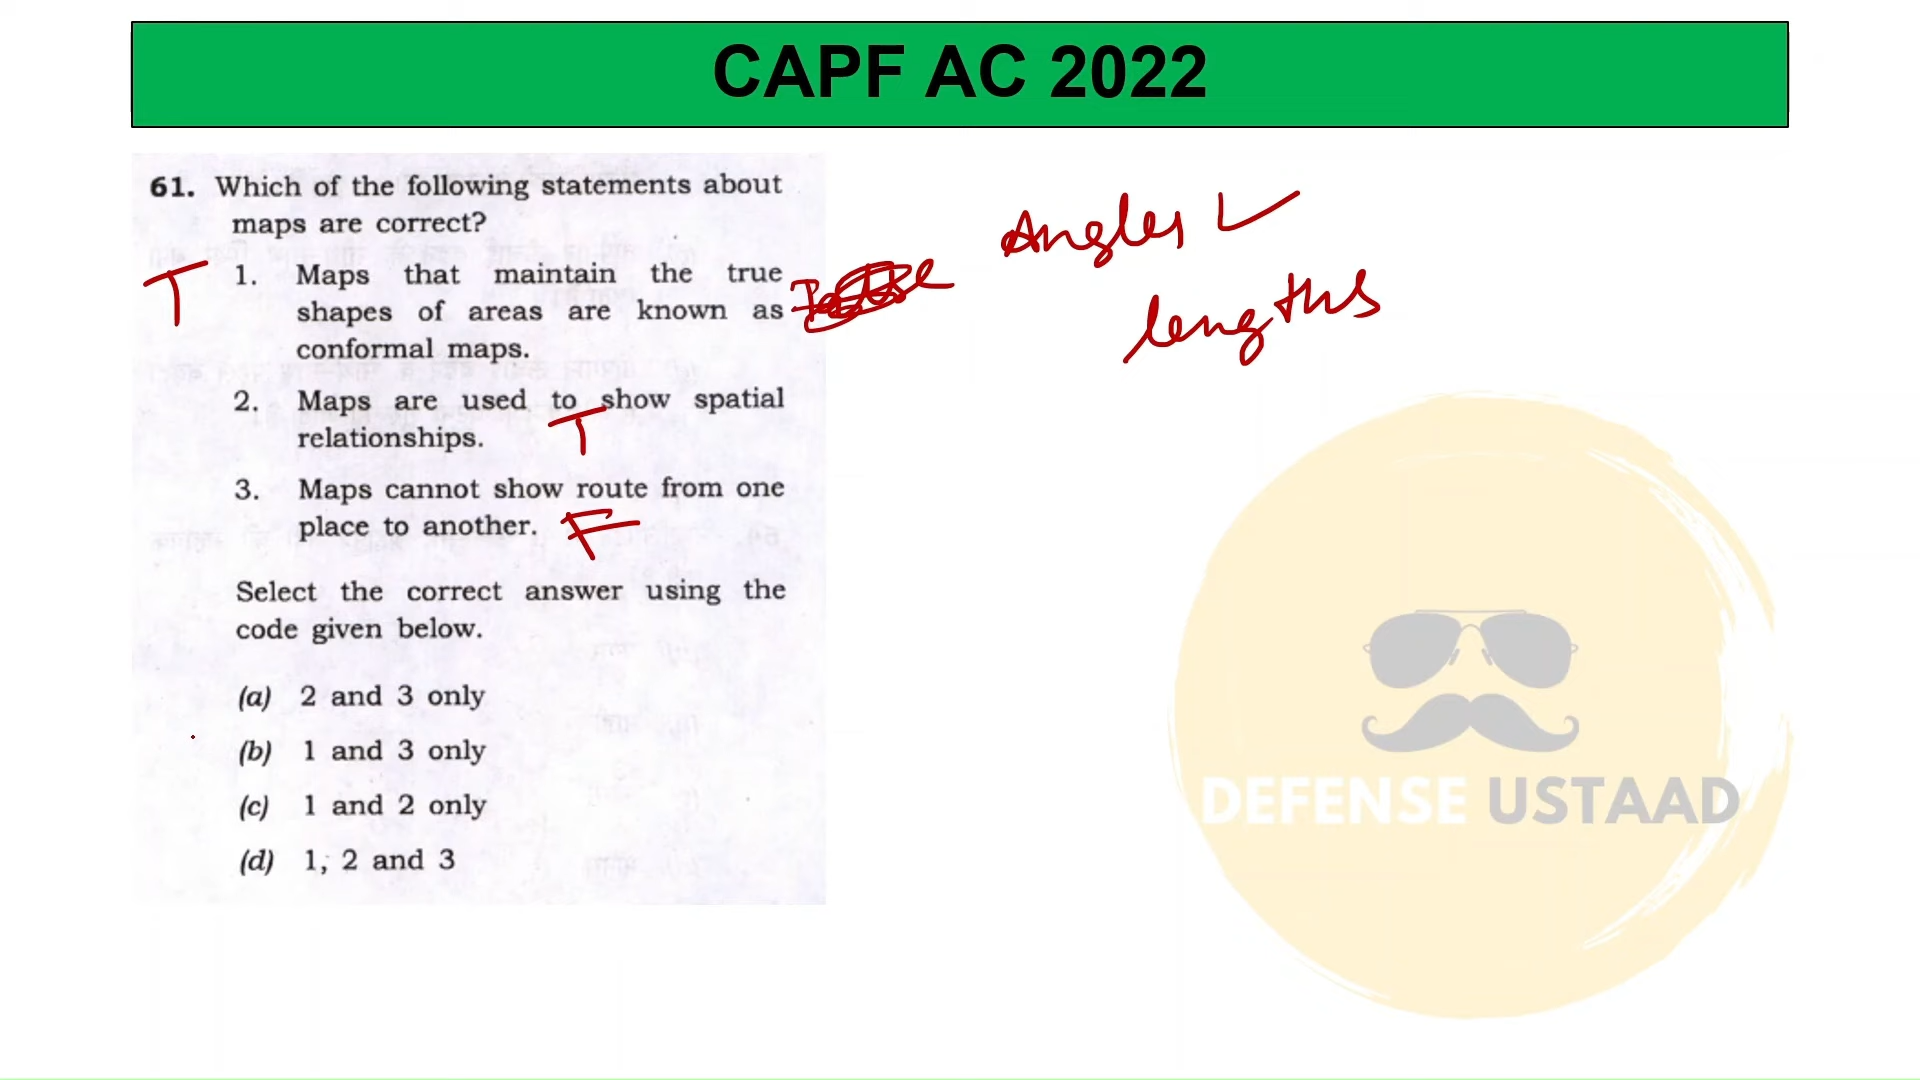 CAPF AC 2022
61. Which of the following statements about
maps are correct?
T
1. Maps that maintain the true
shapes of areas are known as
conformal maps.
Angles
lengths
2. Maps are used to show spatial
relationships. T
3. Maps cannot show route from one
place to another. F
Select the correct answer using the
code given below.
(a) 2 and 3 only
(b) 1 and 3 only
(c) 1 and 2 only
(d) 1, 2 and 3
DEFENSE USTAAD